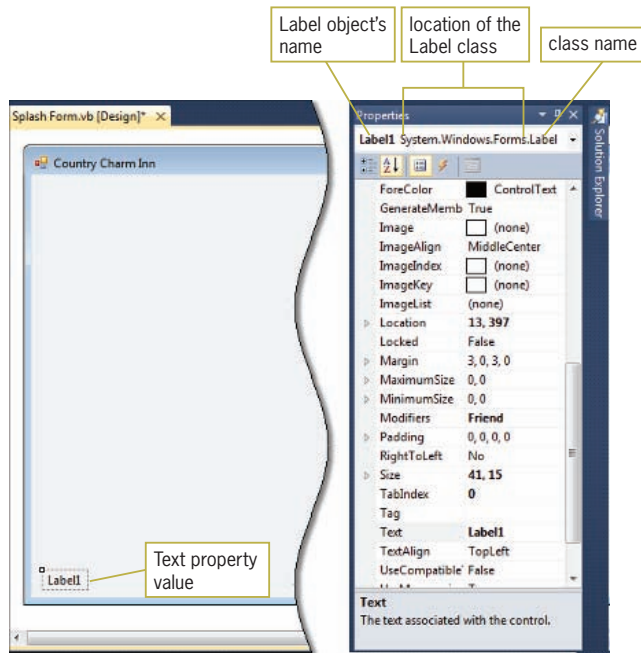 Label object's
name
location of the
Label class
class name
Splash Form.vb [Design]*
Country Charm Inn
Label1
Text property
value
Properties
Label1 System.Windows.Forms.Label
Solution Explorer
ForeColor ControlText
GenerateMemb True
Image (none)
ImageAlign MiddleCenter
ImageIndex (none)
ImageKey (none)
ImageList (none)
Location 13, 397
Locked False
Margin 3, 0, 3, 0
MaximumSize 0, 0
MinimumSize 0, 0
Modifiers Friend
Padding 0, 0, 0, 0
RightToLeft No
Size 41, 15
TabIndex 0
Tag
Text Label1
TextAlign TopLeft
UseCompatible False
Text
The text associated with the control.